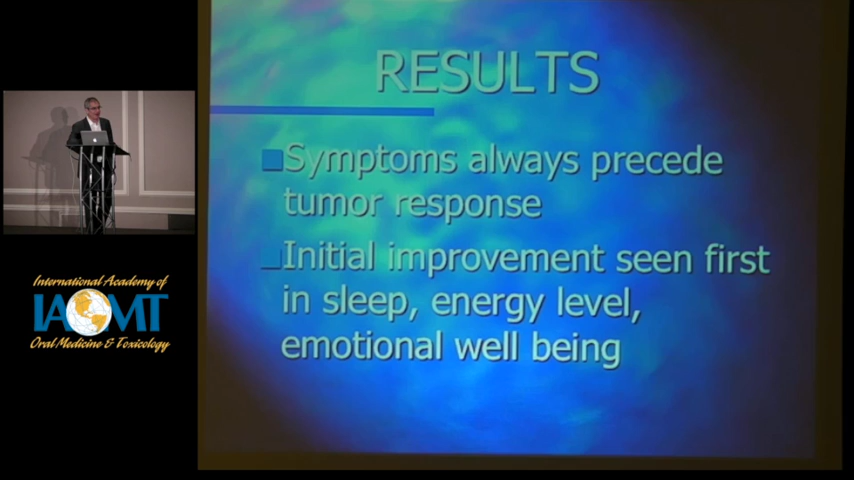 RESULTS
Symptoms always precede
tumor response
Initial improvement seen first
in sleep, energy level,
emotional well being
International Academy of
IAOMT
Oral Medicine & Toxicology